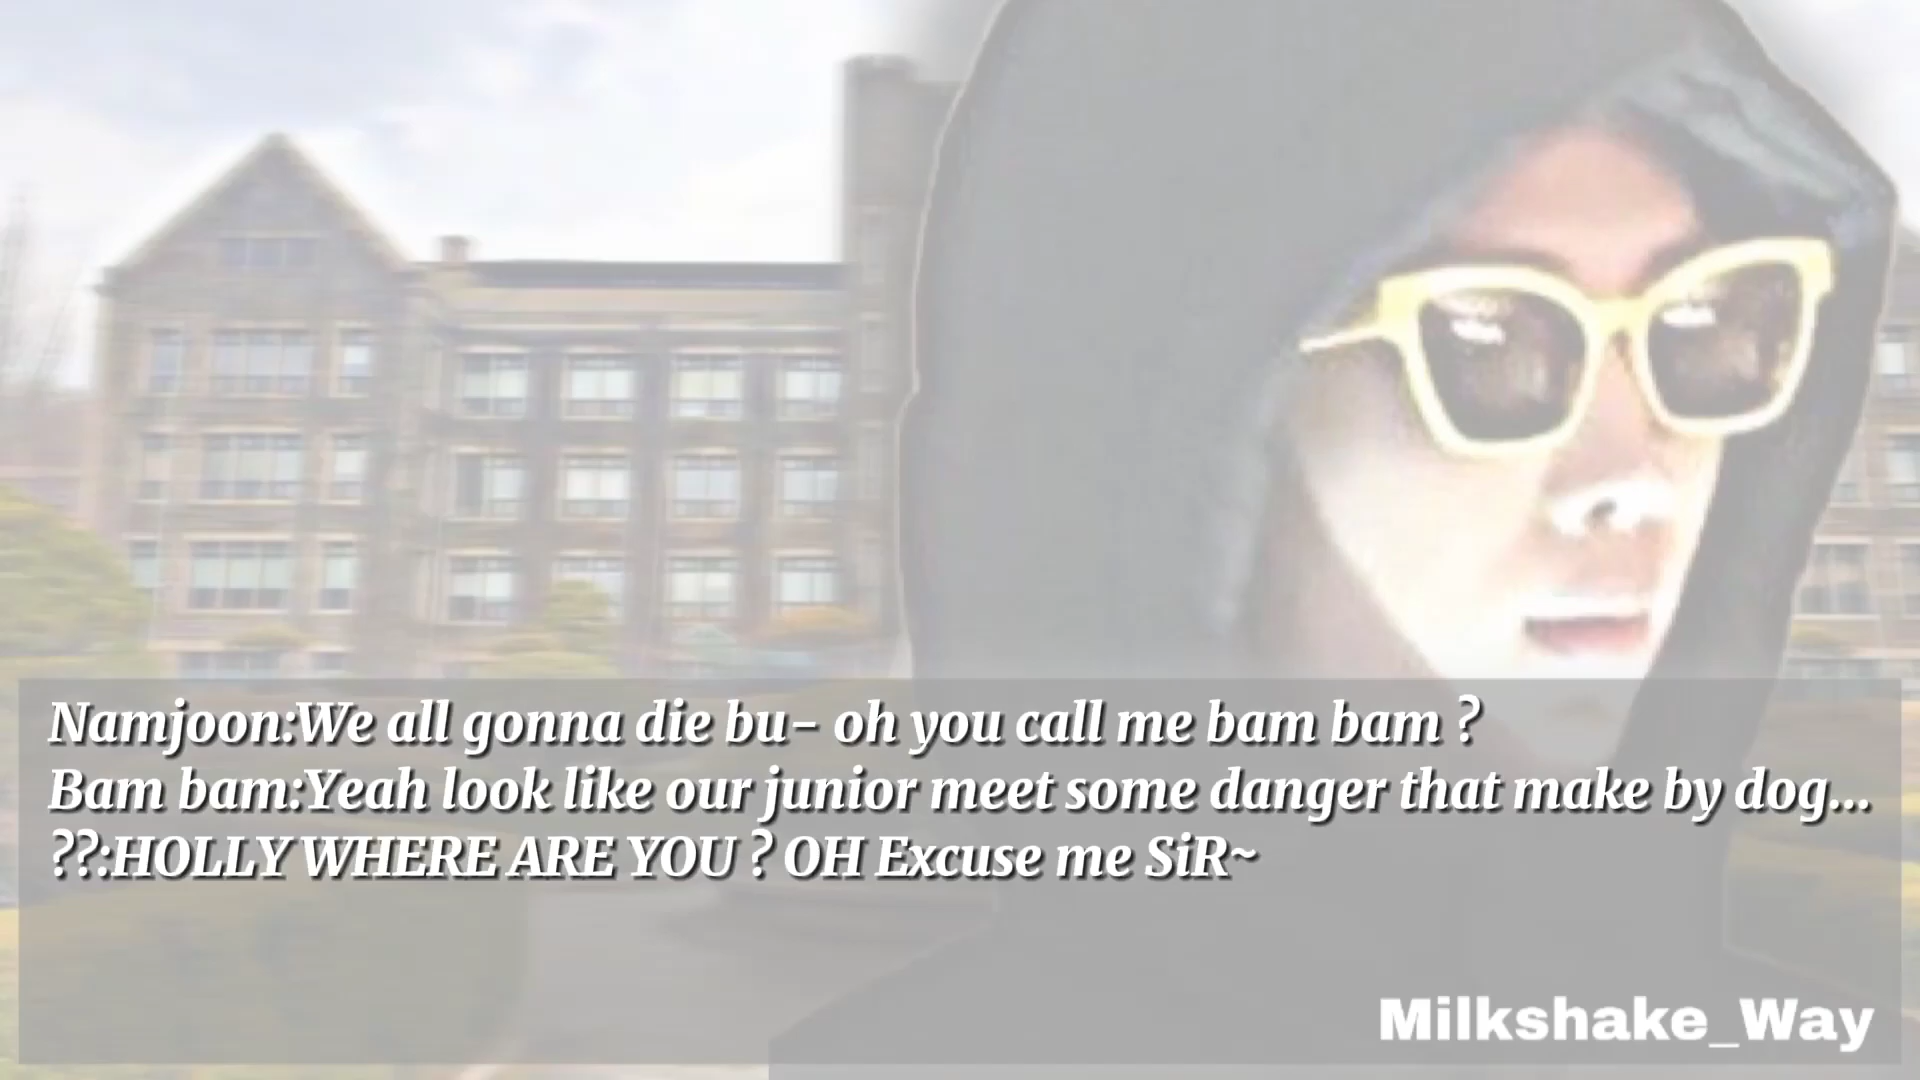 Namjoon:We all gonna die bu- oh you call me bam bam ?
Bam bam:Yeah look like our junior meet some danger that make by dog...
??:HOLLY WHERE ARE YOU ? OH Excuse me SiR~
Milkshake_Way